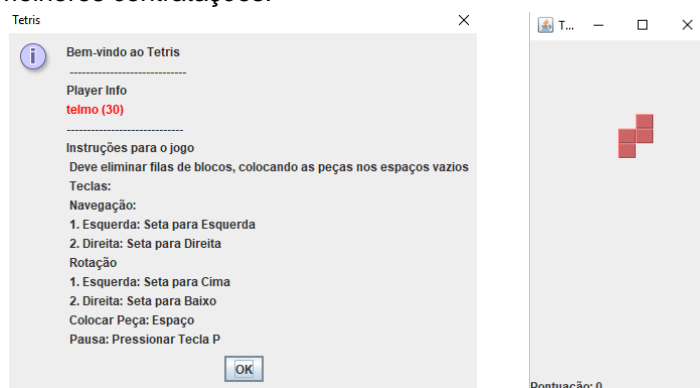 melhores contratações.
Tetris
Bem-vindo ao Tetris
-----------------------------
Player Info
telmo (30)
-----------------------------
Instruções para o jogo
Deve eliminar filas de blocos, colocando as peças nos espaços vazios
Teclas:
Navegação:
1. Esquerda: Seta para Esquerda
2. Direita: Seta para Direita
Rotação
1. Esquerda: Seta para Cima
2. Direita: Seta para Baixo
Colocar Peça: Espaço
Pausa: Pressionar Tecla P
OK
T...
Pontuação: 0